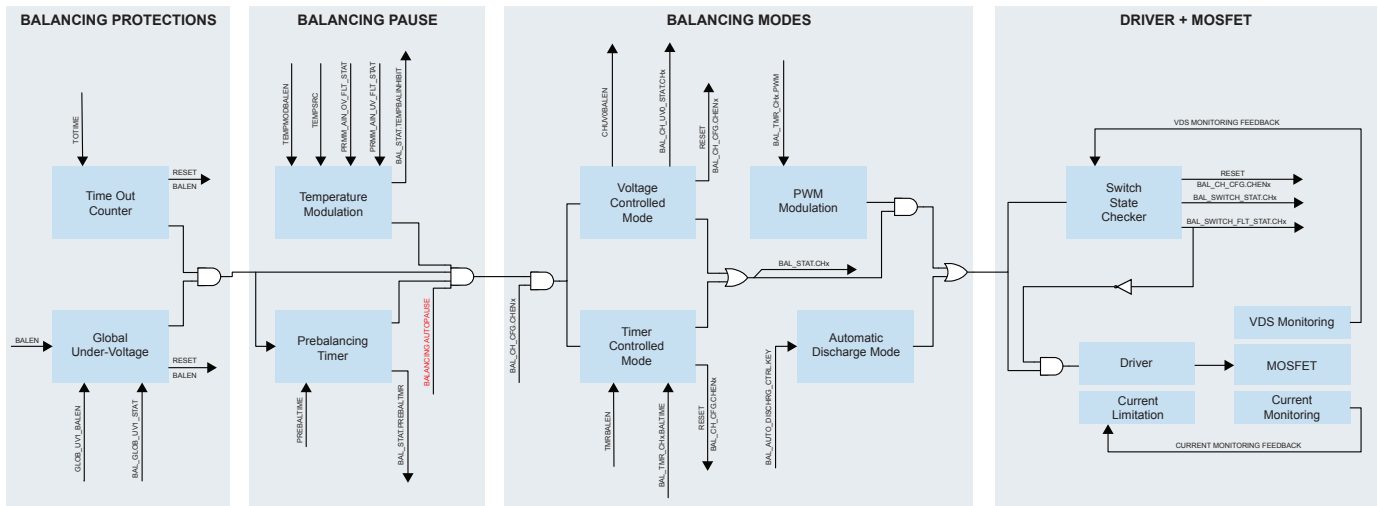 BALANCING PROTECTIONS
TOTIME
Time Out
Counter
RESET
BALEN
BALEN
Global
Under-Voltage
RESET
BALEN
GLOB_UV1_BALEN
BAL_GLOB_UV1_STAT
BALANCING PAUSE
TEMPMODBALEN
TEMPSRC
PRMM_AIN_OV_FLT_STAT
PRMM_AIN_UV_FLT_STAT
BAL_STAT.TEMPBALINHIBIT
Temperature
Modulation
Prebalancing
Timer
PREBALTIME
BAL_STAT.PREBALTMR
BALANCING AUTOPAUSE
BALANCING MODES
CHUV0BALEN
BAL_CH_UV0_STAT.CHx
RESET
BAL_CH_CFG.CHENx
BAL_TMR_CHx.PWM
Voltage
Controlled
Mode
PWM
Modulation
BAL_STAT.CHx
BAL_CH_CFG.CHENx
Timer
Controlled
Mode
Automatic
Discharge Mode
TMRBALEN
BAL_TMR_CHx.BALTIME
RESET
BAL_CH_CFG.CHENx
BAL_AUTO_DISCHRG_CTRL.KEY
DRIVER + MOSFET
VDS MONITORING FEEDBACK
Switch
State
Checker
RESET
BAL_CH_CFG.CHENx
BAL_SWITCH_STAT.CHx
BAL_SWITCH_FLT_STAT.CHx
VDS Monitoring
Driver
MOSFET
Current
Limitation
Current
Monitoring
CURRENT MONITORING FEEDBACK